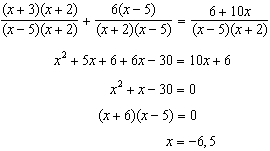 (x+3)(x+2)/(x−5)(x+2) + 6(x−5)/(x+2)(x−5) = 6+10x/(x−5)(x+2)
x² + 5x + 6 + 6x − 30 = 10x + 6
x² + x − 30 = 0
(x+6)(x−5) = 0
x = −6, 5